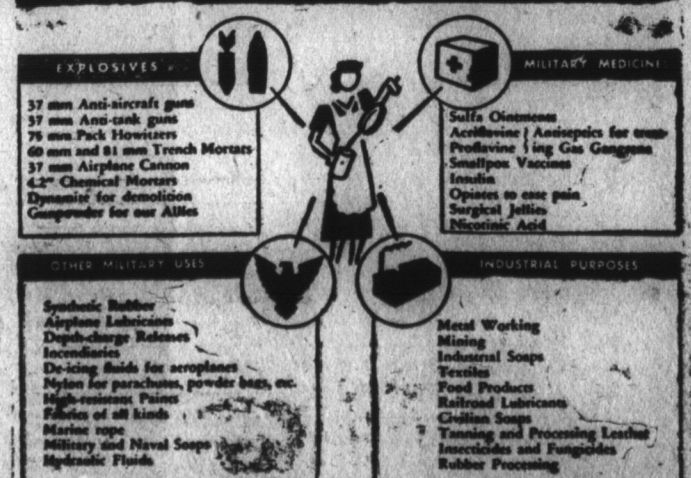 EXPLOSIVES
37 mm Anti-aircraft guns
37 mm Anti-tank guns
75 mm Pack Howitzers
60 mm and 81 mm Trench Mortars
37 mm Airplane Cannon
4.2" Chemical Mortars
Dynamite for demolition
Gunpowder for our Allies
MILITARY MEDICINE
Sulfa Ointments
Acriflavine } Antiseptics for treat-
Proflavine } ing Gas Gangrene
Smallpox Vaccines
Insulin
Opiates to ease pain
Surgical Jellies
Nicotinic Acid
OTHER MILITARY USES
Synthetic Rubber
Airplane Lubricants
Depth-charge Releases
Incendiaries
De-icing fluids for aeroplanes
Nylon for parachutes, powder bags, etc.
High-resistant Paints
Fabrics of all kinds
Marine rope
Military and Naval Soaps
Hydraulic Fluids
INDUSTRIAL PURPOSES
Metal Working
Mining
Industrial Soaps
Textiles
Food Products
Railroad Lubricants
Civilian Soaps
Tanning and Processing Leather
Insecticides and Fungicides
Rubber Processing